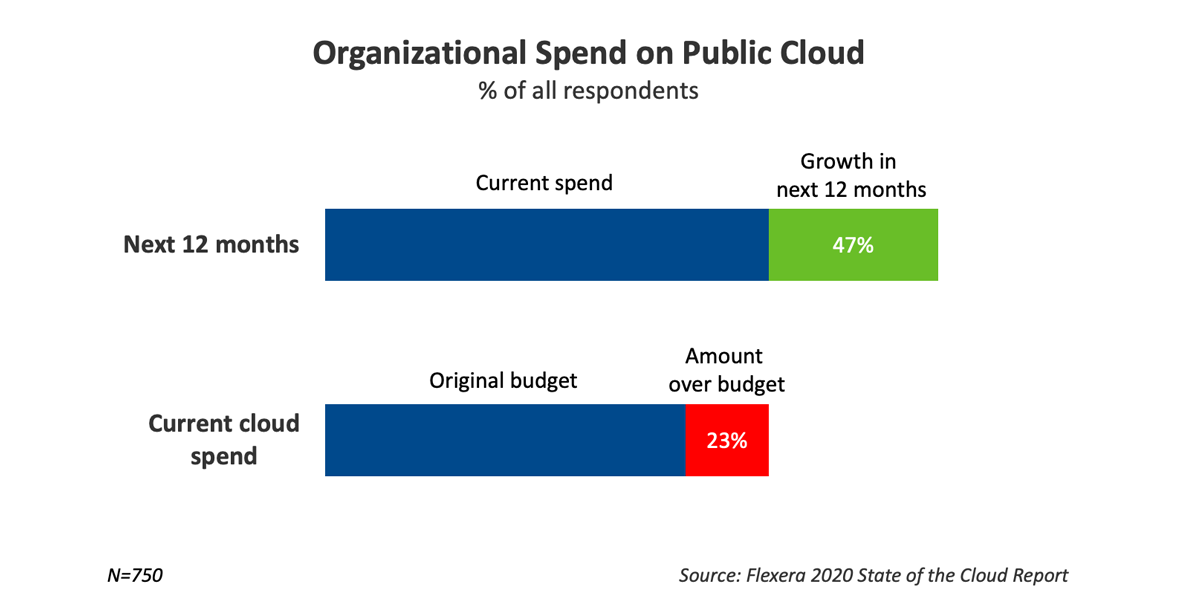 Organizational Spend on Public Cloud
% of all respondents
Growth in
next 12 months
Current spend
Next 12 months
47%
Amount
over budget
Original budget
Current cloud
spend
23%
N=750
Source: Flexera 2020 State of the Cloud Report